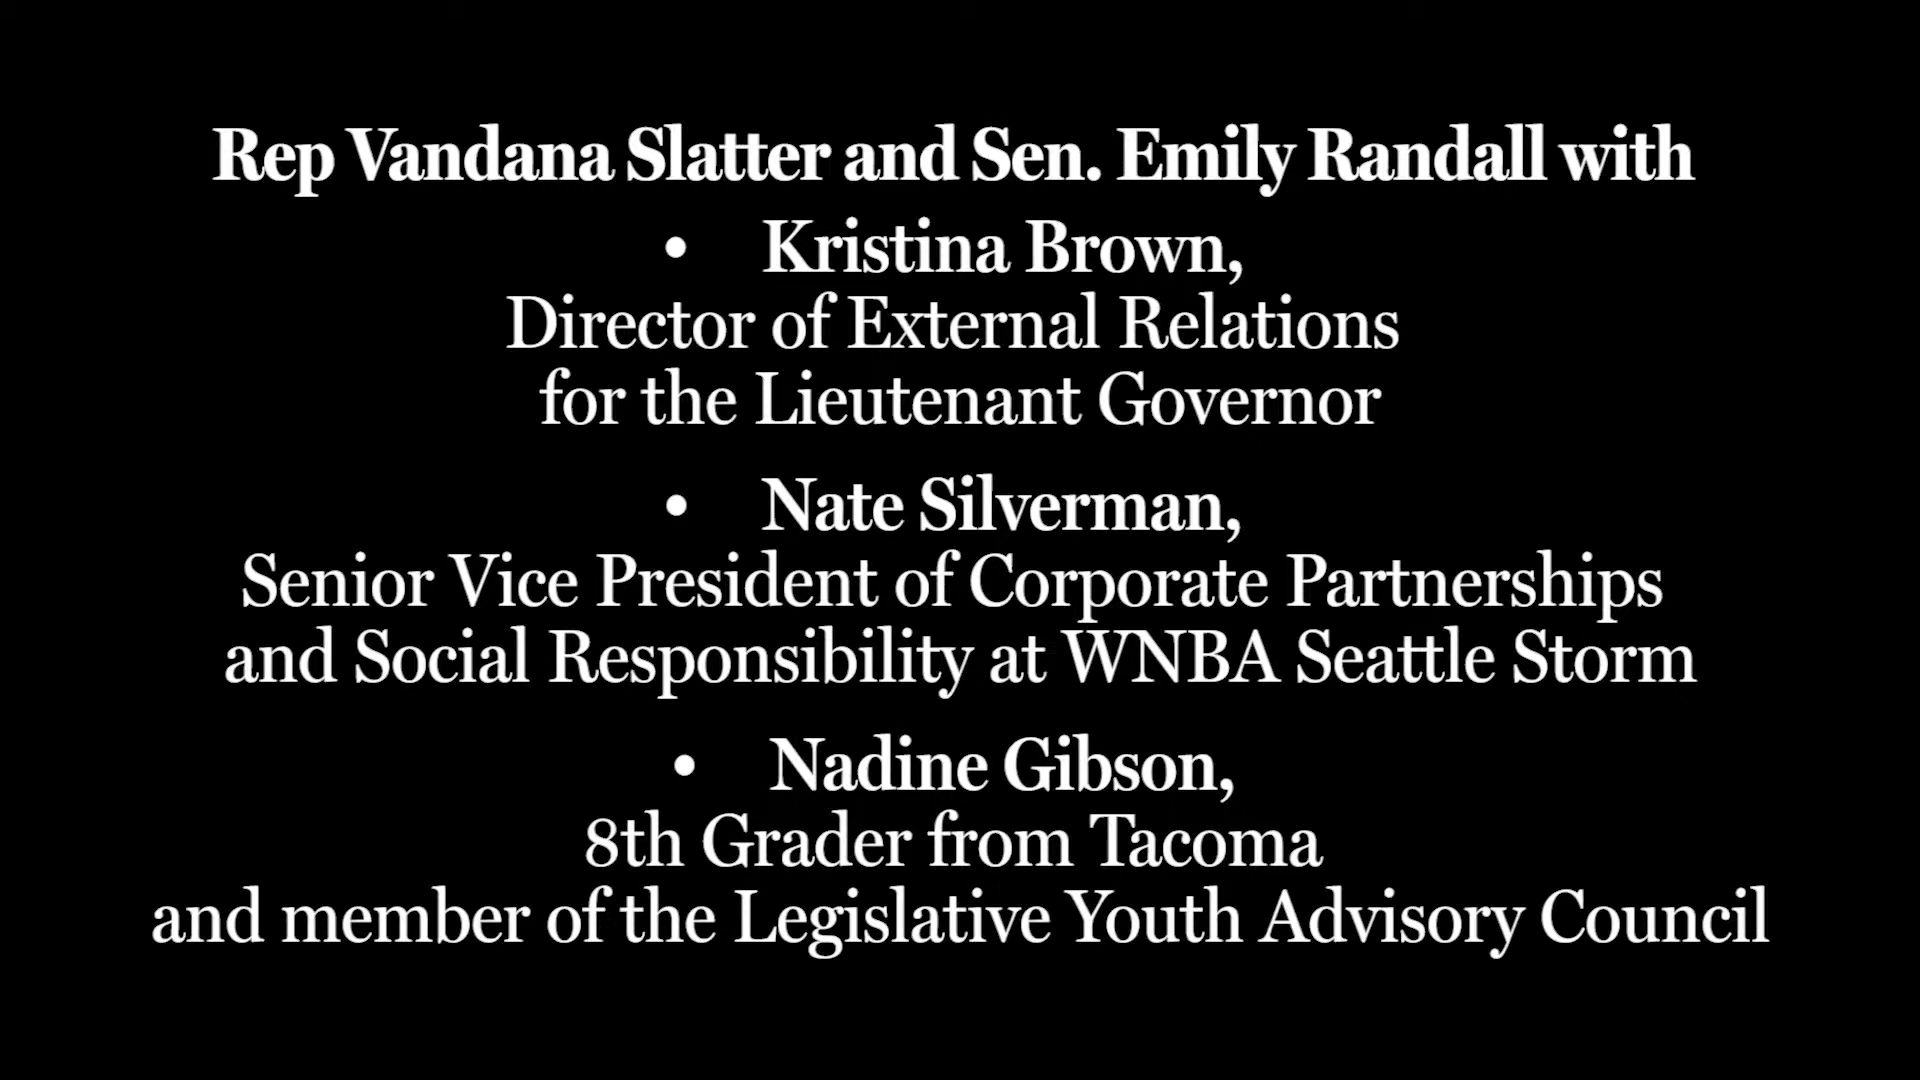 Rep Vandana Slatter and Sen. Emily Randall with
• Kristina Brown,
Director of External Relations
for the Lieutenant Governor
• Nate Silverman,
Senior Vice President of Corporate Partnerships
and Social Responsibility at WNBA Seattle Storm
• Nadine Gibson,
8th Grader from Tacoma
and member of the Legislative Youth Advisory Council